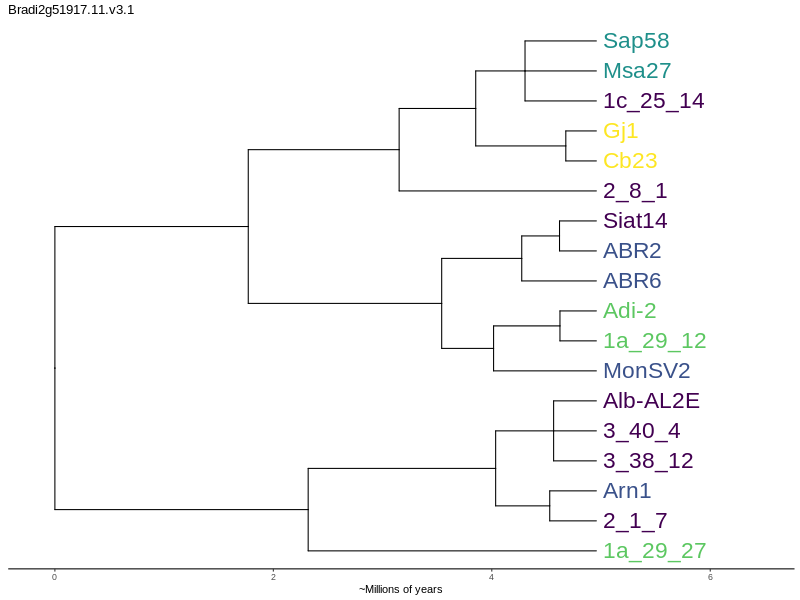 Bradi2g51917.11.v3.1
Sap58
Msa27
1c_25_14
Gj1
Cb23
2_8_1
Siat14
ABR2
ABR6
Adi-2
1a_29_12
MonSV2
Alb-AL2E
3_40_4
3_38_12
Arn1
2_1_7
1a_29_27
0 2 4 6
~Millions of years